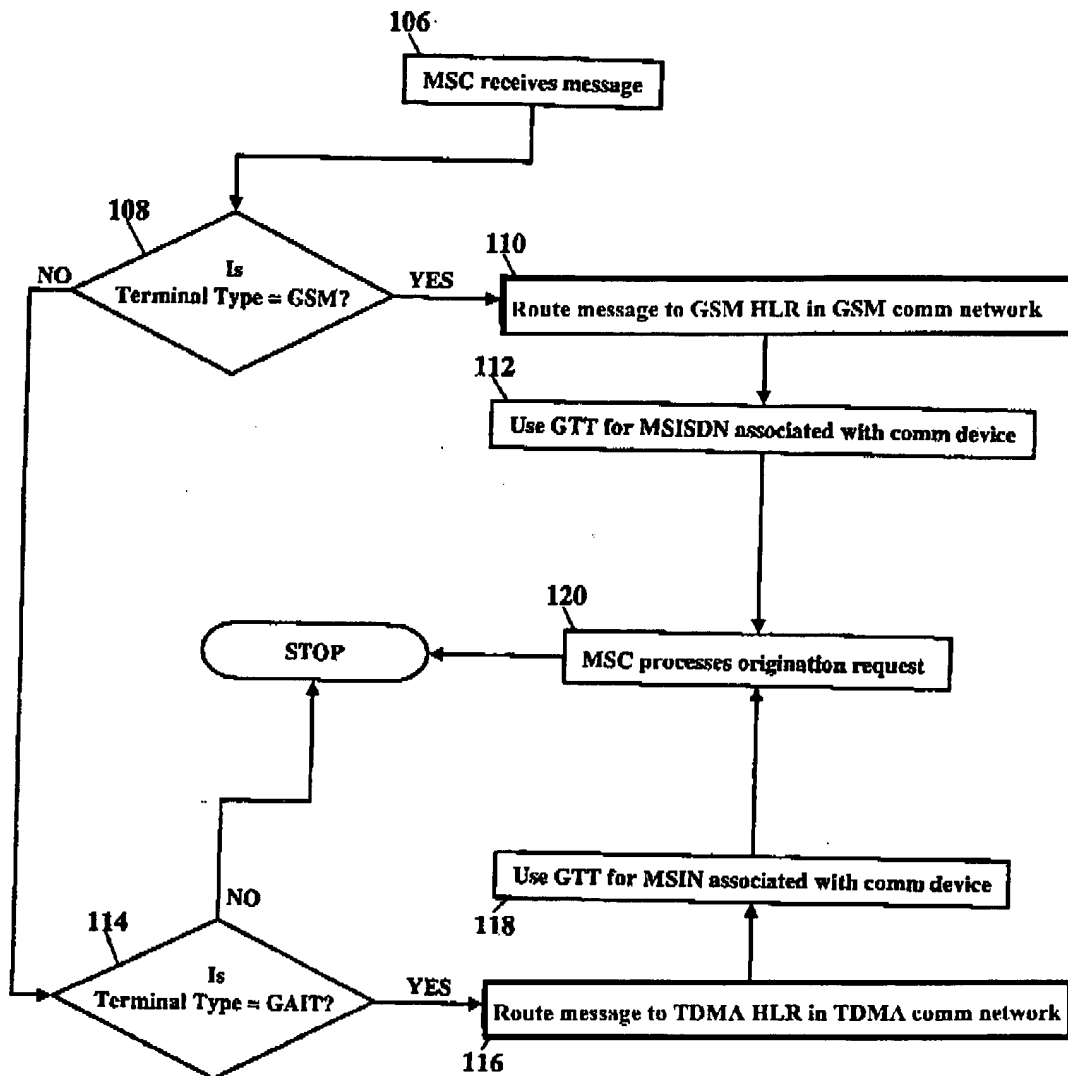 106
MSC receives message
108
Is
Terminal Type = GSM?
NO
YES
110
Route message to GSM HLR in GSM comm network
112
Use GTT for MSISDN associated with comm device
120
STOP
MSC processes origination request
Use GTT for MSIN associated with comm device
118
NO
114
Is
Terminal Type = GAIT?
YES
Route message to TDMA HLR in TDMA comm network
116